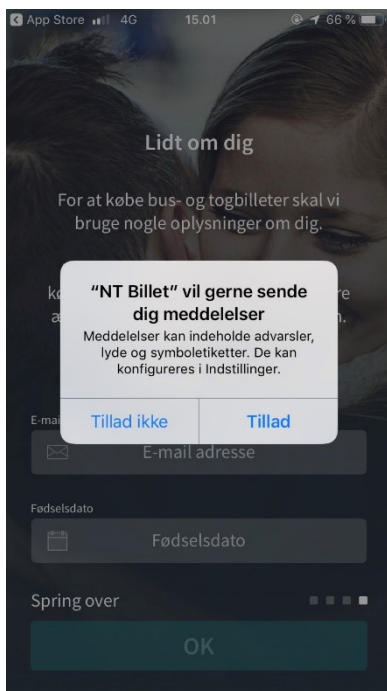 App Store 4G 15.01 66 %
Lidt om dig
For at købe bus- og togbilleter skal vi
bruge nogle oplysninger om dig.
"NT Billet" vil gerne sende
dig meddelelser
Meddelelser kan indeholde advarsler,
lyde og symboletiketter. De kan
konfigureres i Indstillinger.
Tillad ikke Tillad
E-mail adresse
Fødselsdato
Fødselsdato
Spring over
OK